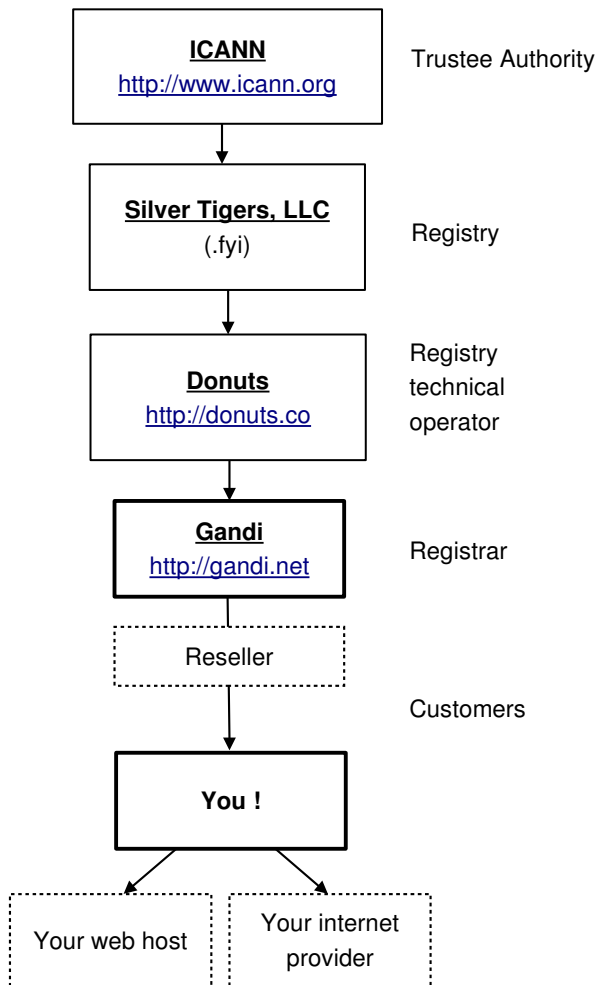 ICANN
http://www.icann.org
Trustee Authority
Silver Tigers, LLC
(.fyi)
Registry
Donuts
http://donuts.co
Registry
technical
operator
Gandi
http://gandi.net
Registrar
Reseller
Customers
You !
Your web host
Your internet
provider